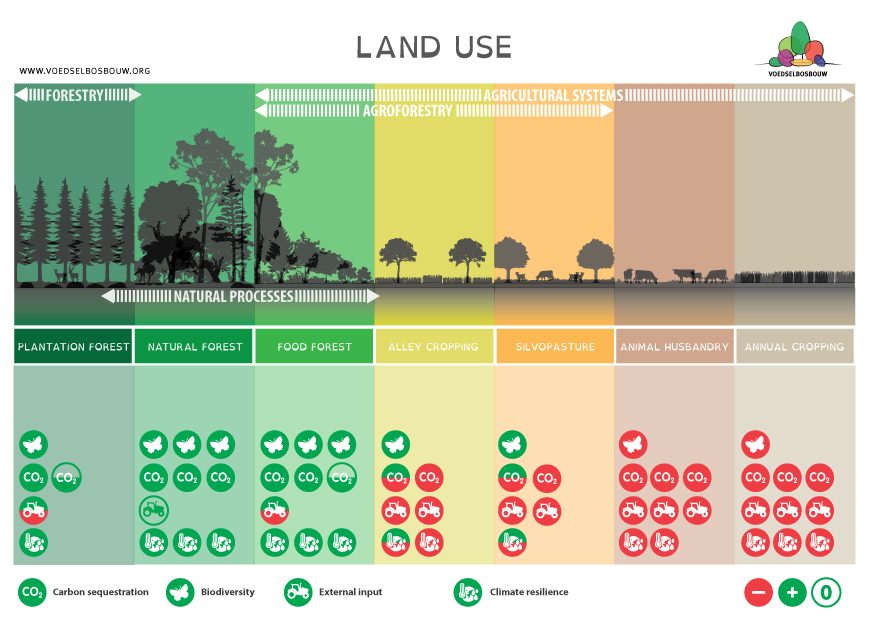 LAND USE
WWW.VOEDSELBOSBOUW.ORG
VOEDSELBOSBOUW
FORESTRY
AGRICULTURAL SYSTEMS
AGROFORESTRY
NATURAL PROCESSES
PLANTATION FOREST NATURAL FOREST FOOD FOREST ALLEY CROPPING SILVOPASTURE ANIMAL HUSBANDRY ANNUAL CROPPING
CO2 CO2 CO2 CO2 CO2 CO2 CO2 CO2 CO2 CO2 CO2 CO2 CO2 CO2 CO2 CO2 CO2 CO2
CO2 Carbon sequestration Biodiversity External input Climate resilience − + 0